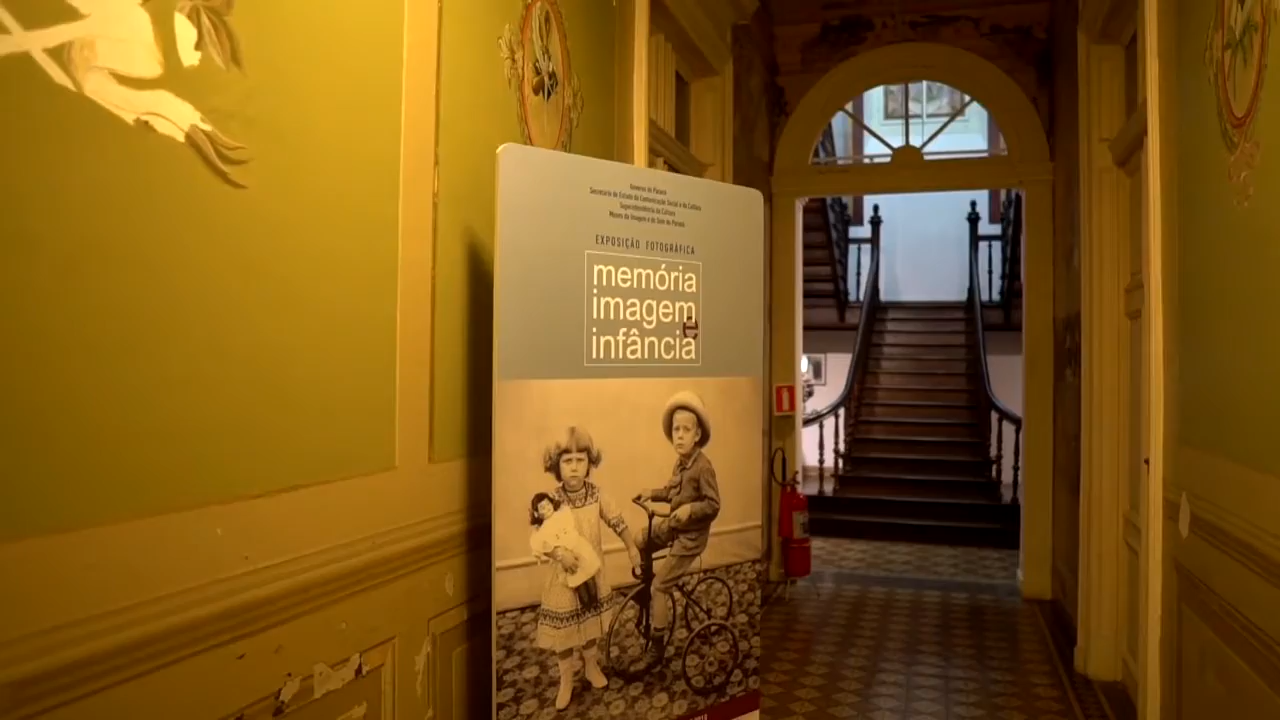 Governo do Paraná
Secretaria de Estado da Comunicação Social e da Cultura
Superintendência da Cultura
Museu da Imagem e do Som do Paraná
EXPOSIÇÃO FOTOGRÁFICA
memória
imagem
e
infância